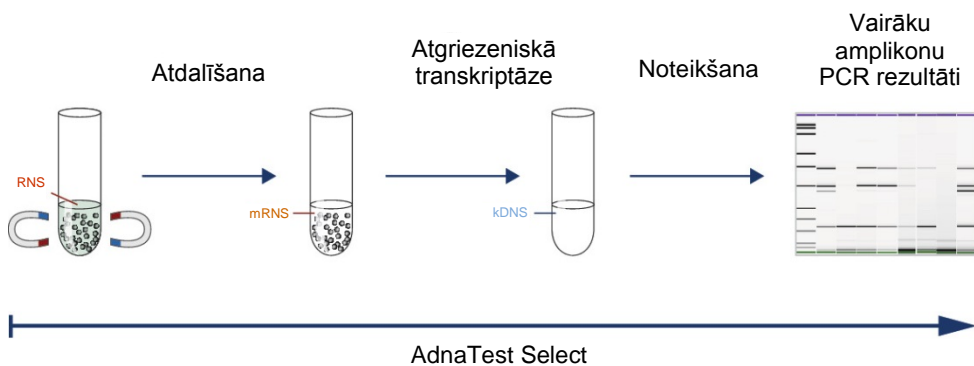 Atdalīšana
Atgriezeniskā
transkriptāze
Noteikšana
Vairāku
amplikonu
PCR rezultāti
RNS
mRNS
kDNS
AdnaTest Select